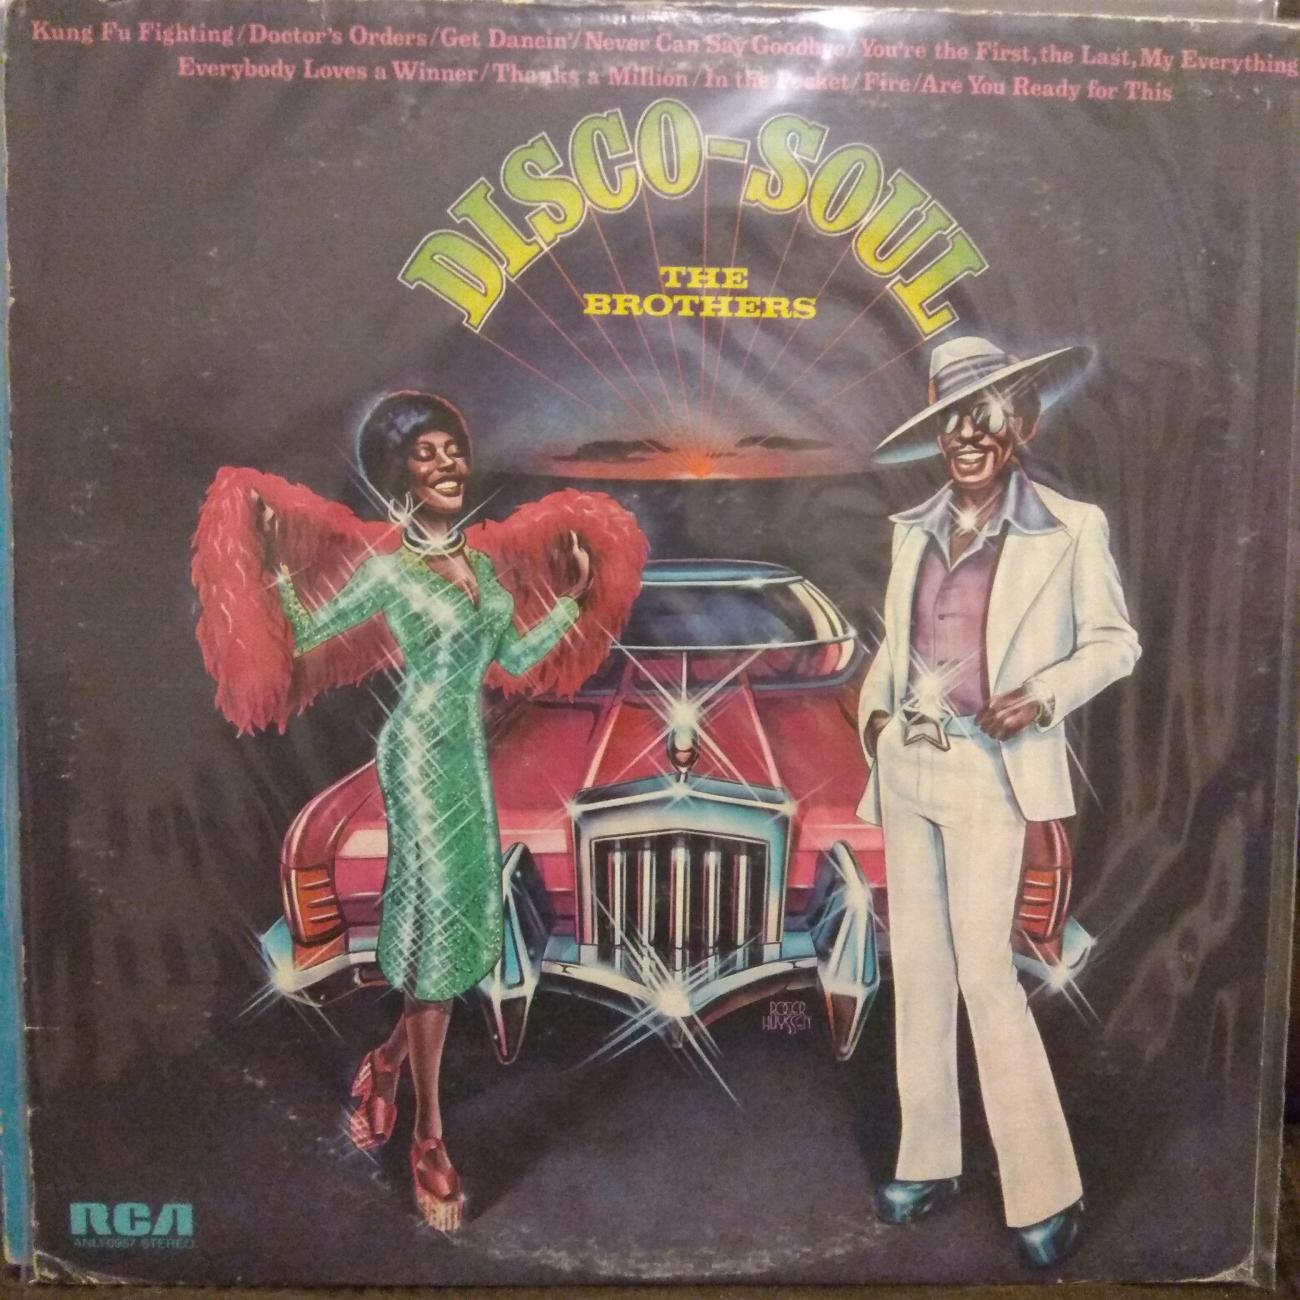 Kung Fu Fighting/Doctor's Orders/Get Dancin'/Never Can Say Goodbye/You're the First, the Last, My Everything
Everybody Loves a Winner/Thanks a Million/In the Pocket/Fire/Are You Ready for This
DISCO-SOUL
THE
BROTHERS
ROGER
HUYSSEN
RCA
ANL1-0957 STEREO